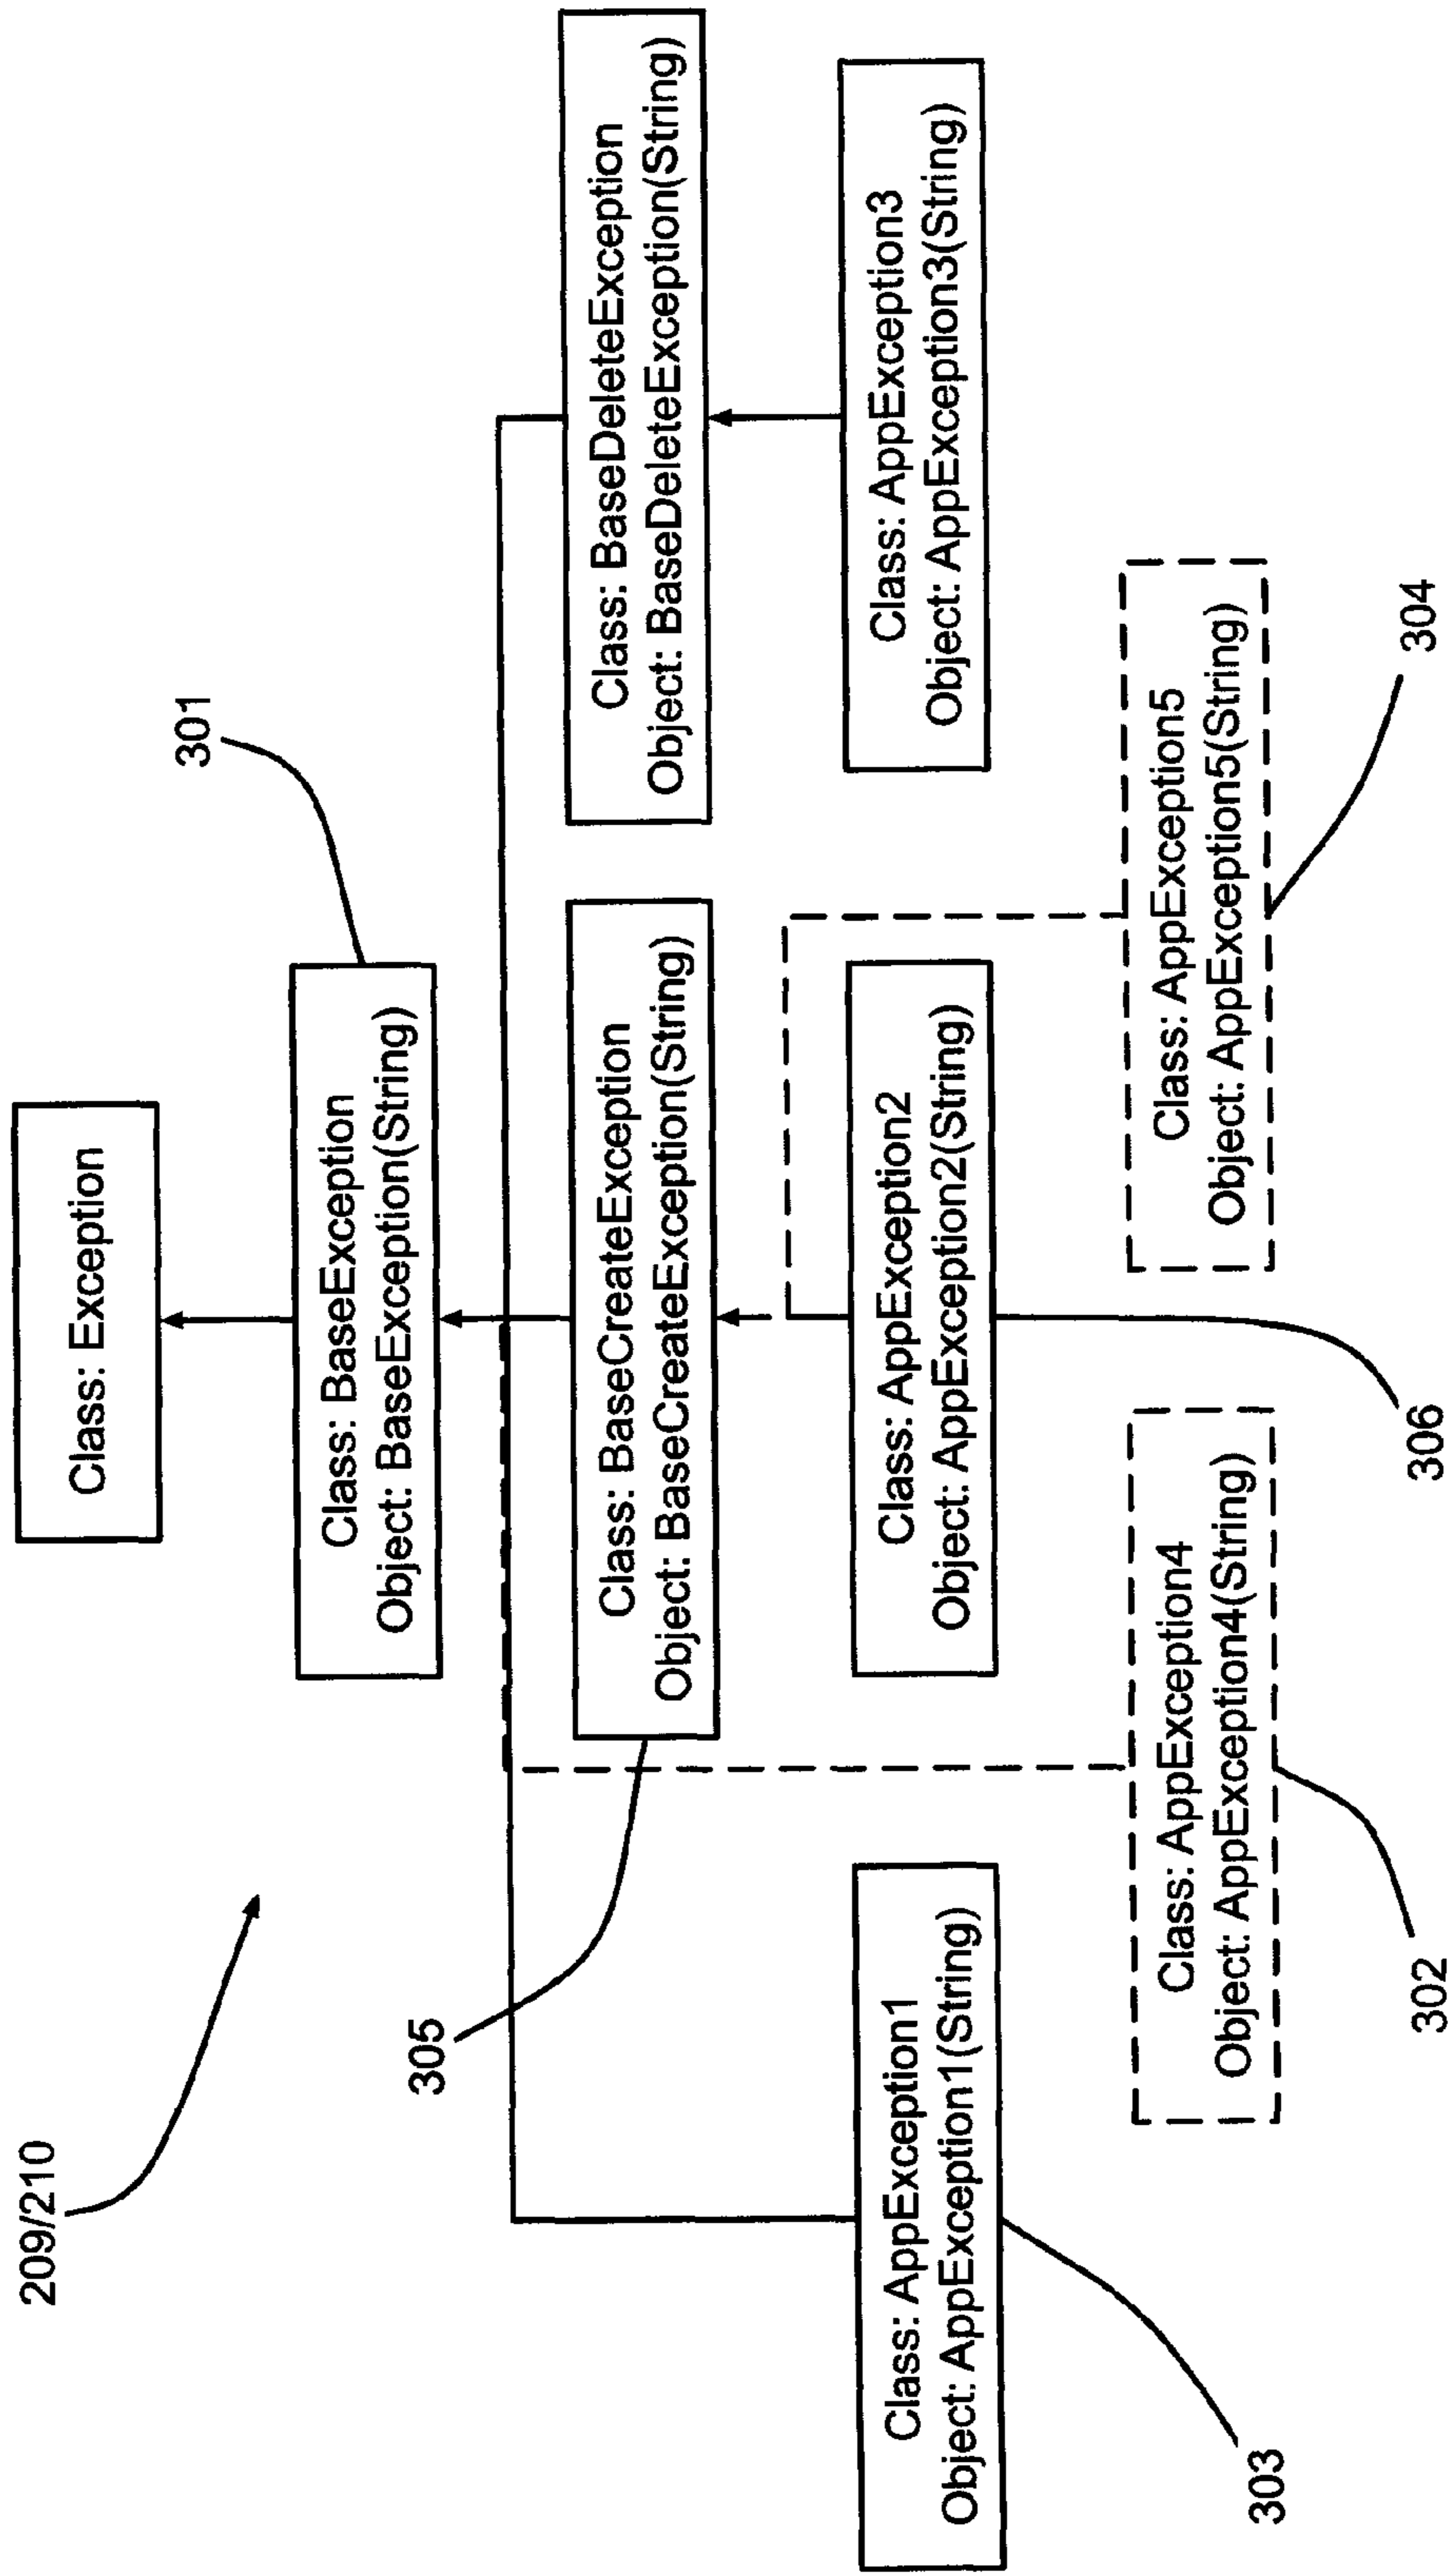 209/210
Class: Exception
301
Class: BaseException
Object: BaseException(String)
305
Class: BaseCreateException
Object: BaseCreateException(String)
Class: BaseDeleteException
Object: BaseDeleteException(String)
Class: AppException1
Object: AppException1(String)
303
Class: AppException2
Object: AppException2(String)
306
Class: AppException3
Object: AppException3(String)
Class: AppException4
Object: AppException4(String)
302
Class: AppException5
Object: AppException5(String)
304